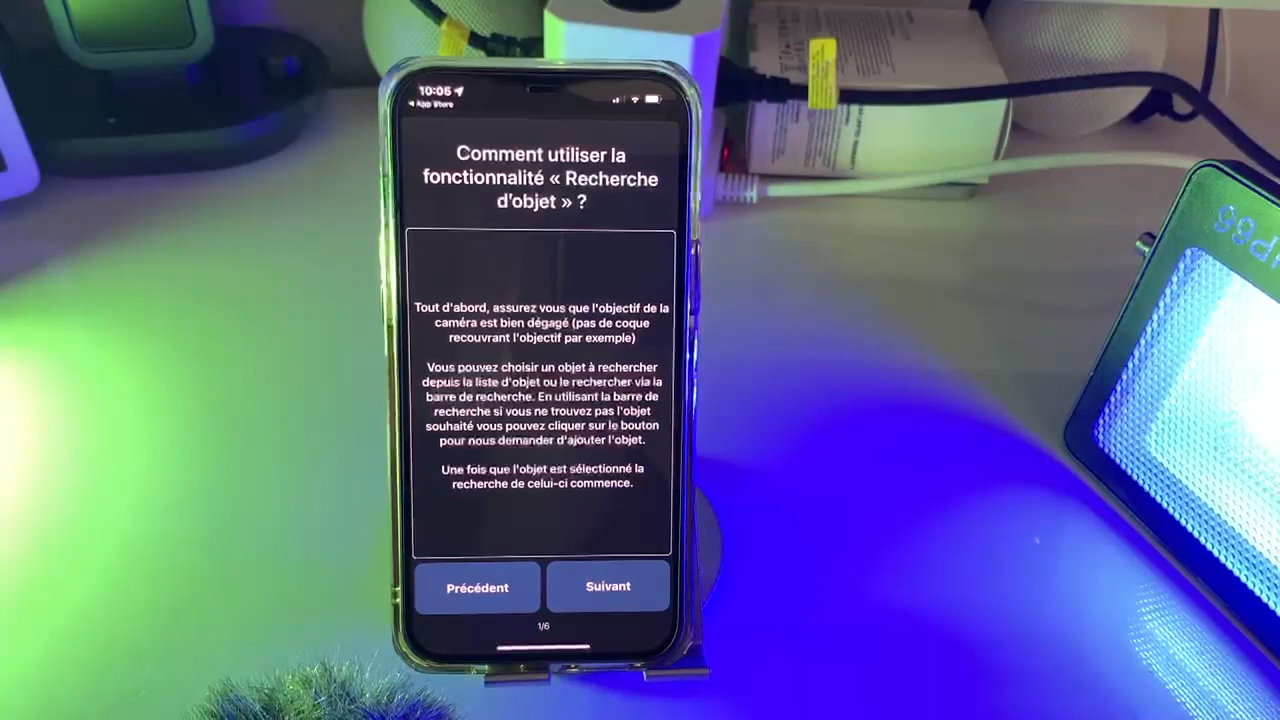 10:05
◀ App Store
Comment utiliser la
fonctionnalité « Recherche
d'objet » ?
Tout d'abord, assurez vous que l'objectif de la
caméra est bien dégagé (pas de coque
recouvrant l'objectif par exemple)
Vous pouvez choisir un objet à rechercher
depuis la liste d'objet ou le rechercher via la
barre de recherche. En utilisant la barre de
recherche si vous ne trouvez pas l'objet
souhaité vous pouvez cliquer sur le bouton
pour nous demander d'ajouter l'objet.
Une fois que l'objet est sélectionné la
recherche de celui-ci commence.
Précédent
Suivant
1/6
IP66